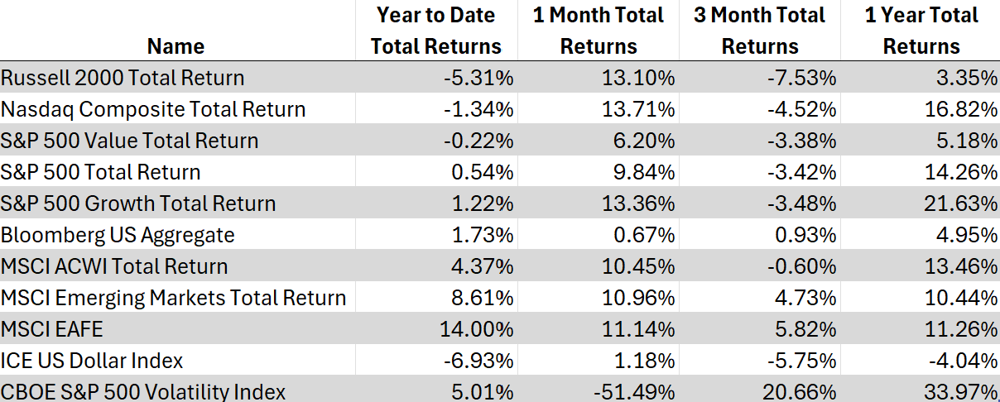 Name Year to Date Total Returns 1 Month Total Returns 3 Month Total Returns 1 Year Total Returns
Russell 2000 Total Return -5.31% 13.10% -7.53% 3.35%
Nasdaq Composite Total Return -1.34% 13.71% -4.52% 16.82%
S&P 500 Value Total Return -0.22% 6.20% -3.38% 5.18%
S&P 500 Total Return 0.54% 9.84% -3.42% 14.26%
S&P 500 Growth Total Return 1.22% 13.36% -3.48% 21.63%
Bloomberg US Aggregate 1.73% 0.67% 0.93% 4.95%
MSCI ACWI Total Return 4.37% 10.45% -0.60% 13.46%
MSCI Emerging Markets Total Return 8.61% 10.96% 4.73% 10.44%
MSCI EAFE 14.00% 11.14% 5.82% 11.26%
ICE US Dollar Index -6.93% 1.18% -5.75% -4.04%
CBOE S&P 500 Volatility Index 5.01% -51.49% 20.66% 33.97%